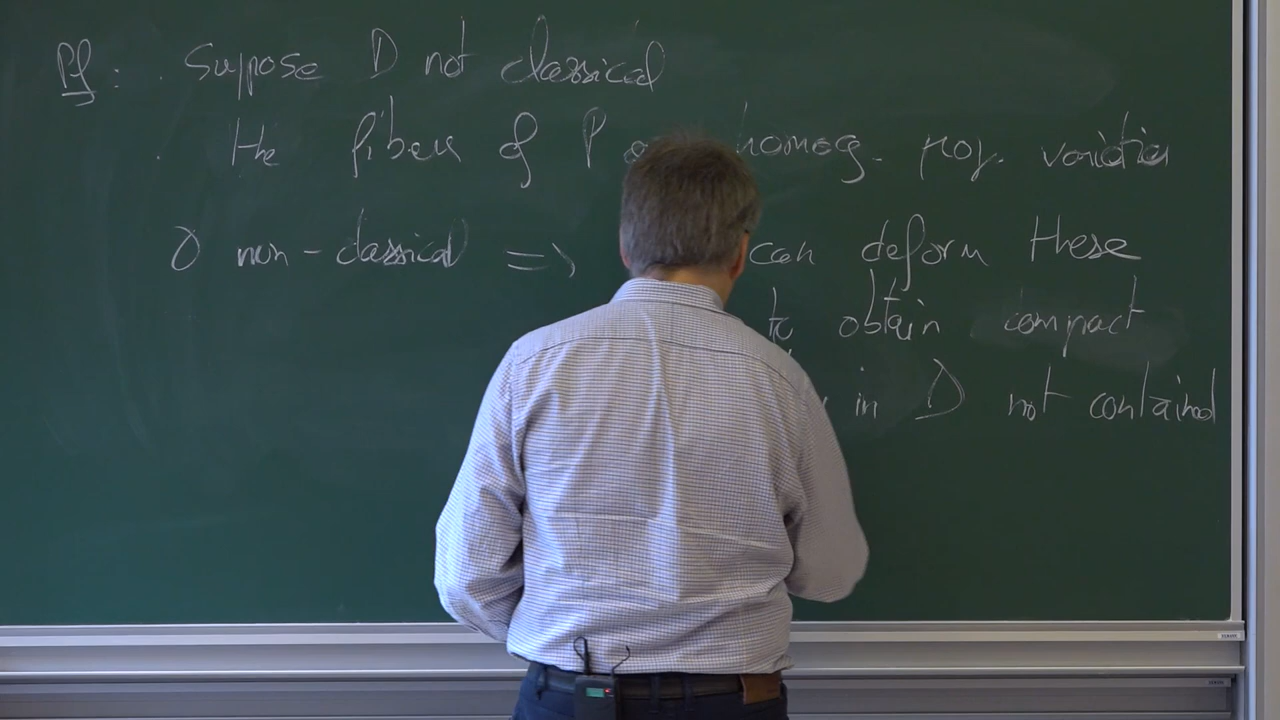 Pf: . Suppose D not classical
. the fibers of P homog. proj. varieties
D non-classical => can deform these
to obtain compact
in D not contained